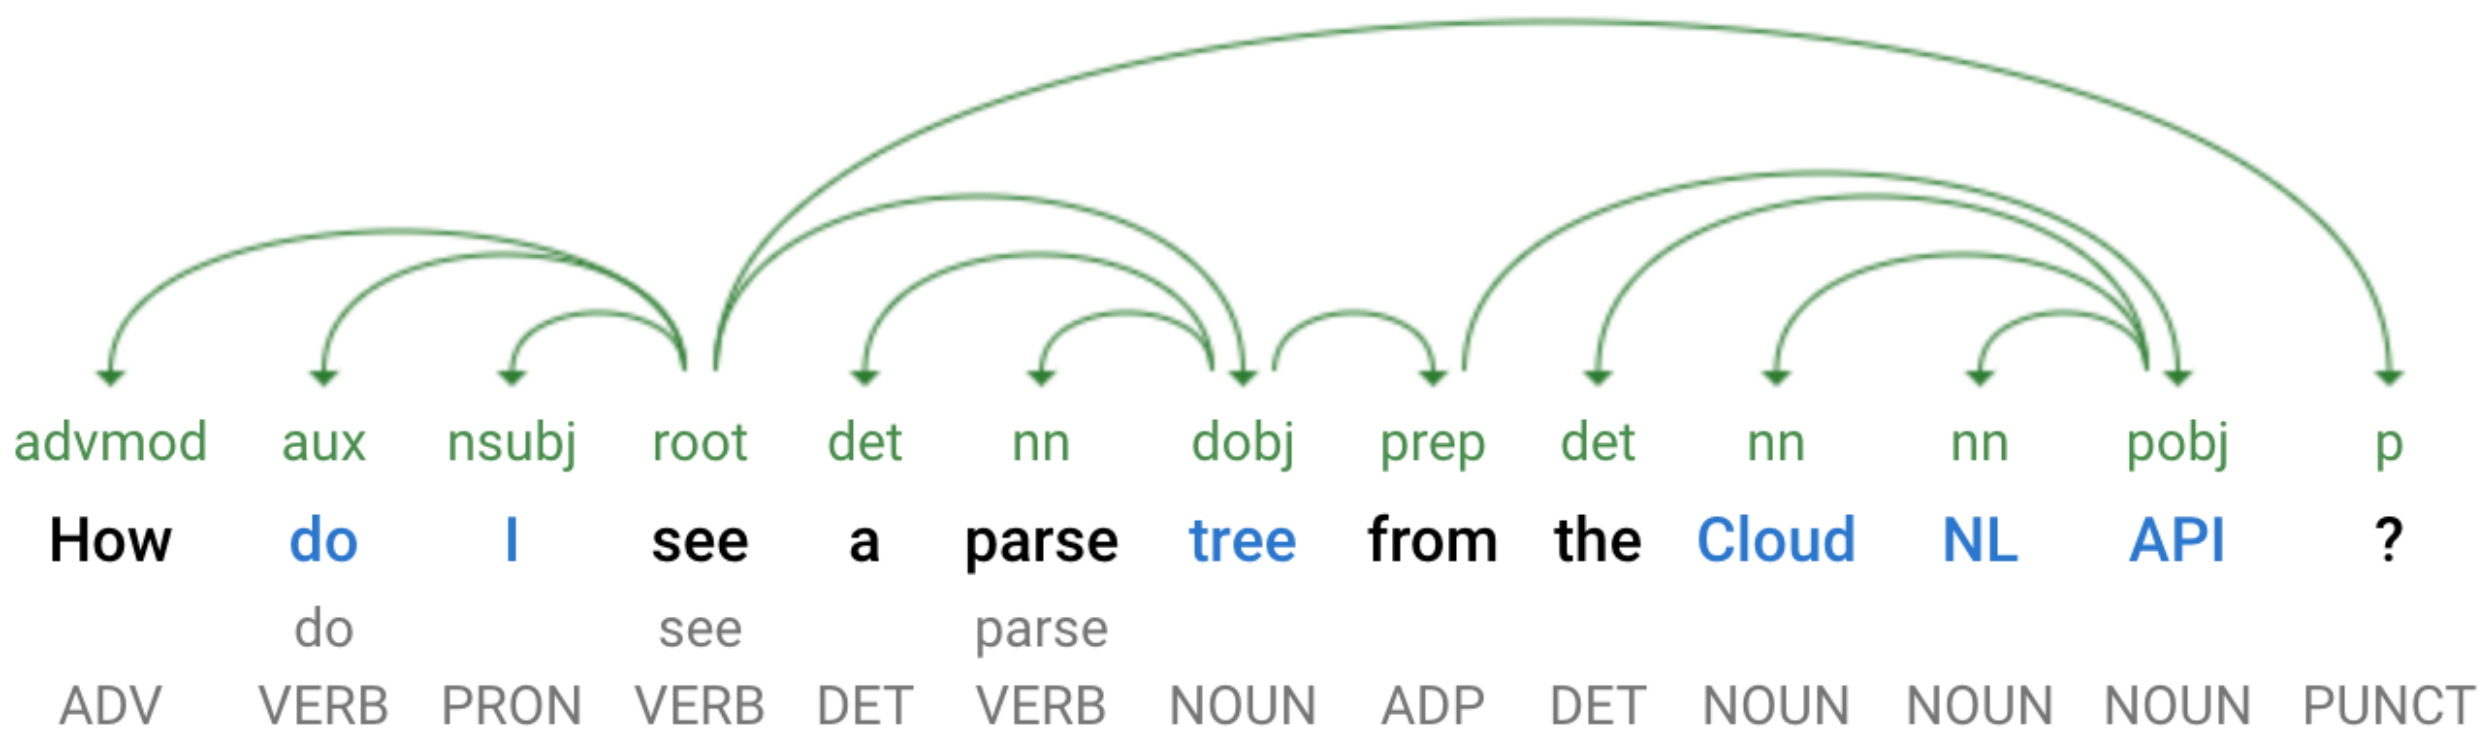 advmod aux nsubj root det nn dobj prep det nn nn pobj p
How do I see a parse tree from the Cloud NL API ?
do see parse
ADV VERB PRON VERB DET VERB NOUN ADP DET NOUN NOUN NOUN PUNCT